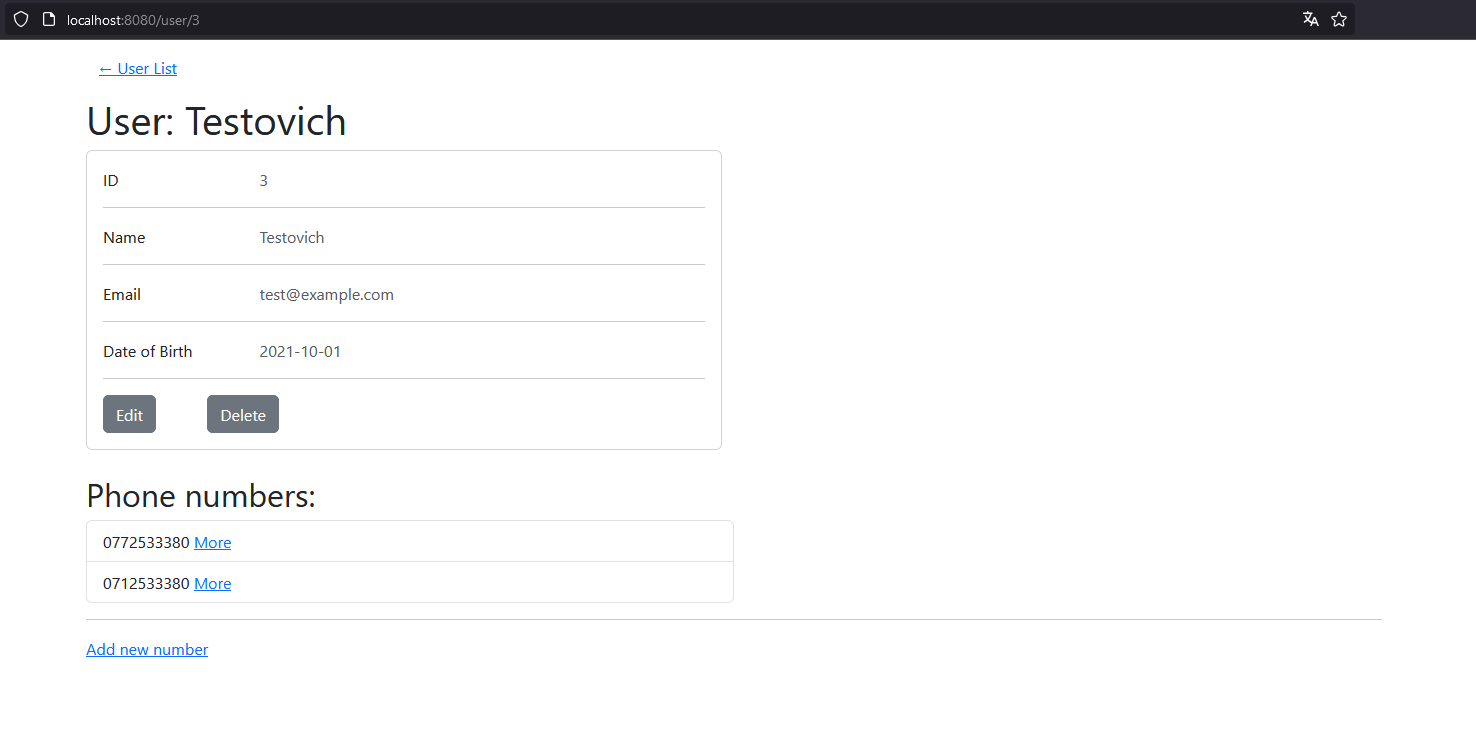 localhost:8080/user/3
← User List
User: Testovich
ID 3
Name Testovich
Email test@example.com
Date of Birth 2021-10-01
Edit Delete
Phone numbers:
0772533380 More
0712533380 More
Add new number